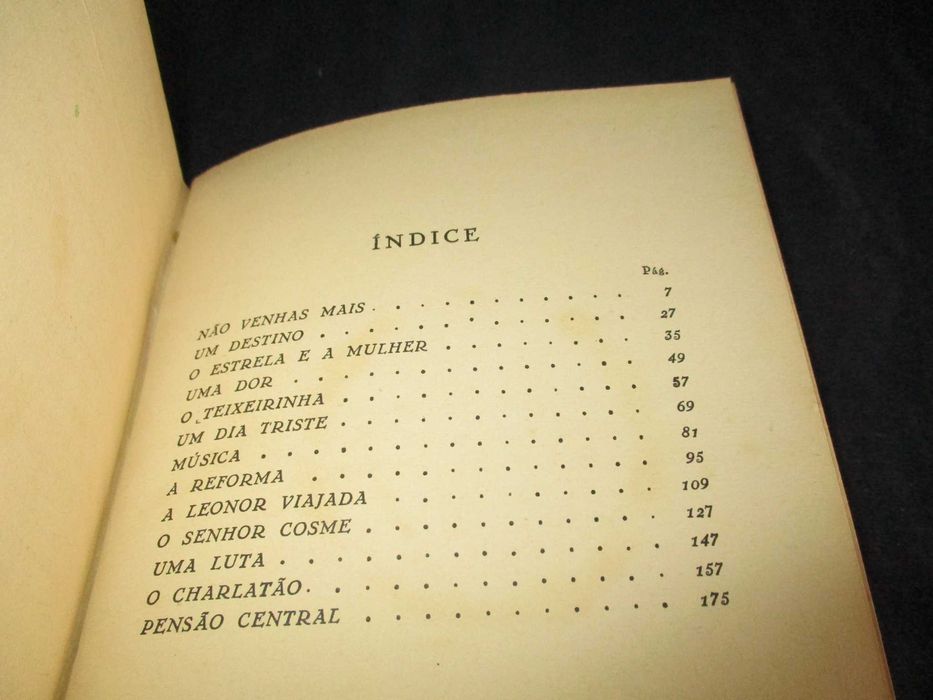 ÍNDICE
Pág.
NÃO VENHAS MAIS . . . . . . . . . . . . 7
UM DESTINO . . . . . . . . . . . . . 27
O ESTRELA E A MULHER . . . . . . . . . 35
UMA DOR . . . . . . . . . . . . . . 49
O TEIXEIRINHA . . . . . . . . . . . . 57
UM DIA TRISTE . . . . . . . . . . . . 69
MÚSICA . . . . . . . . . . . . . . . 81
A REFORMA . . . . . . . . . . . . . 95
A LEONOR VIAJADA . . . . . . . . . . 109
O SENHOR COSME . . . . . . . . . . . 127
UMA LUTA . . . . . . . . . . . . . . 147
O CHARLATÃO . . . . . . . . . . . . . 157
PENSÃO CENTRAL . . . . . . . . . . . 175